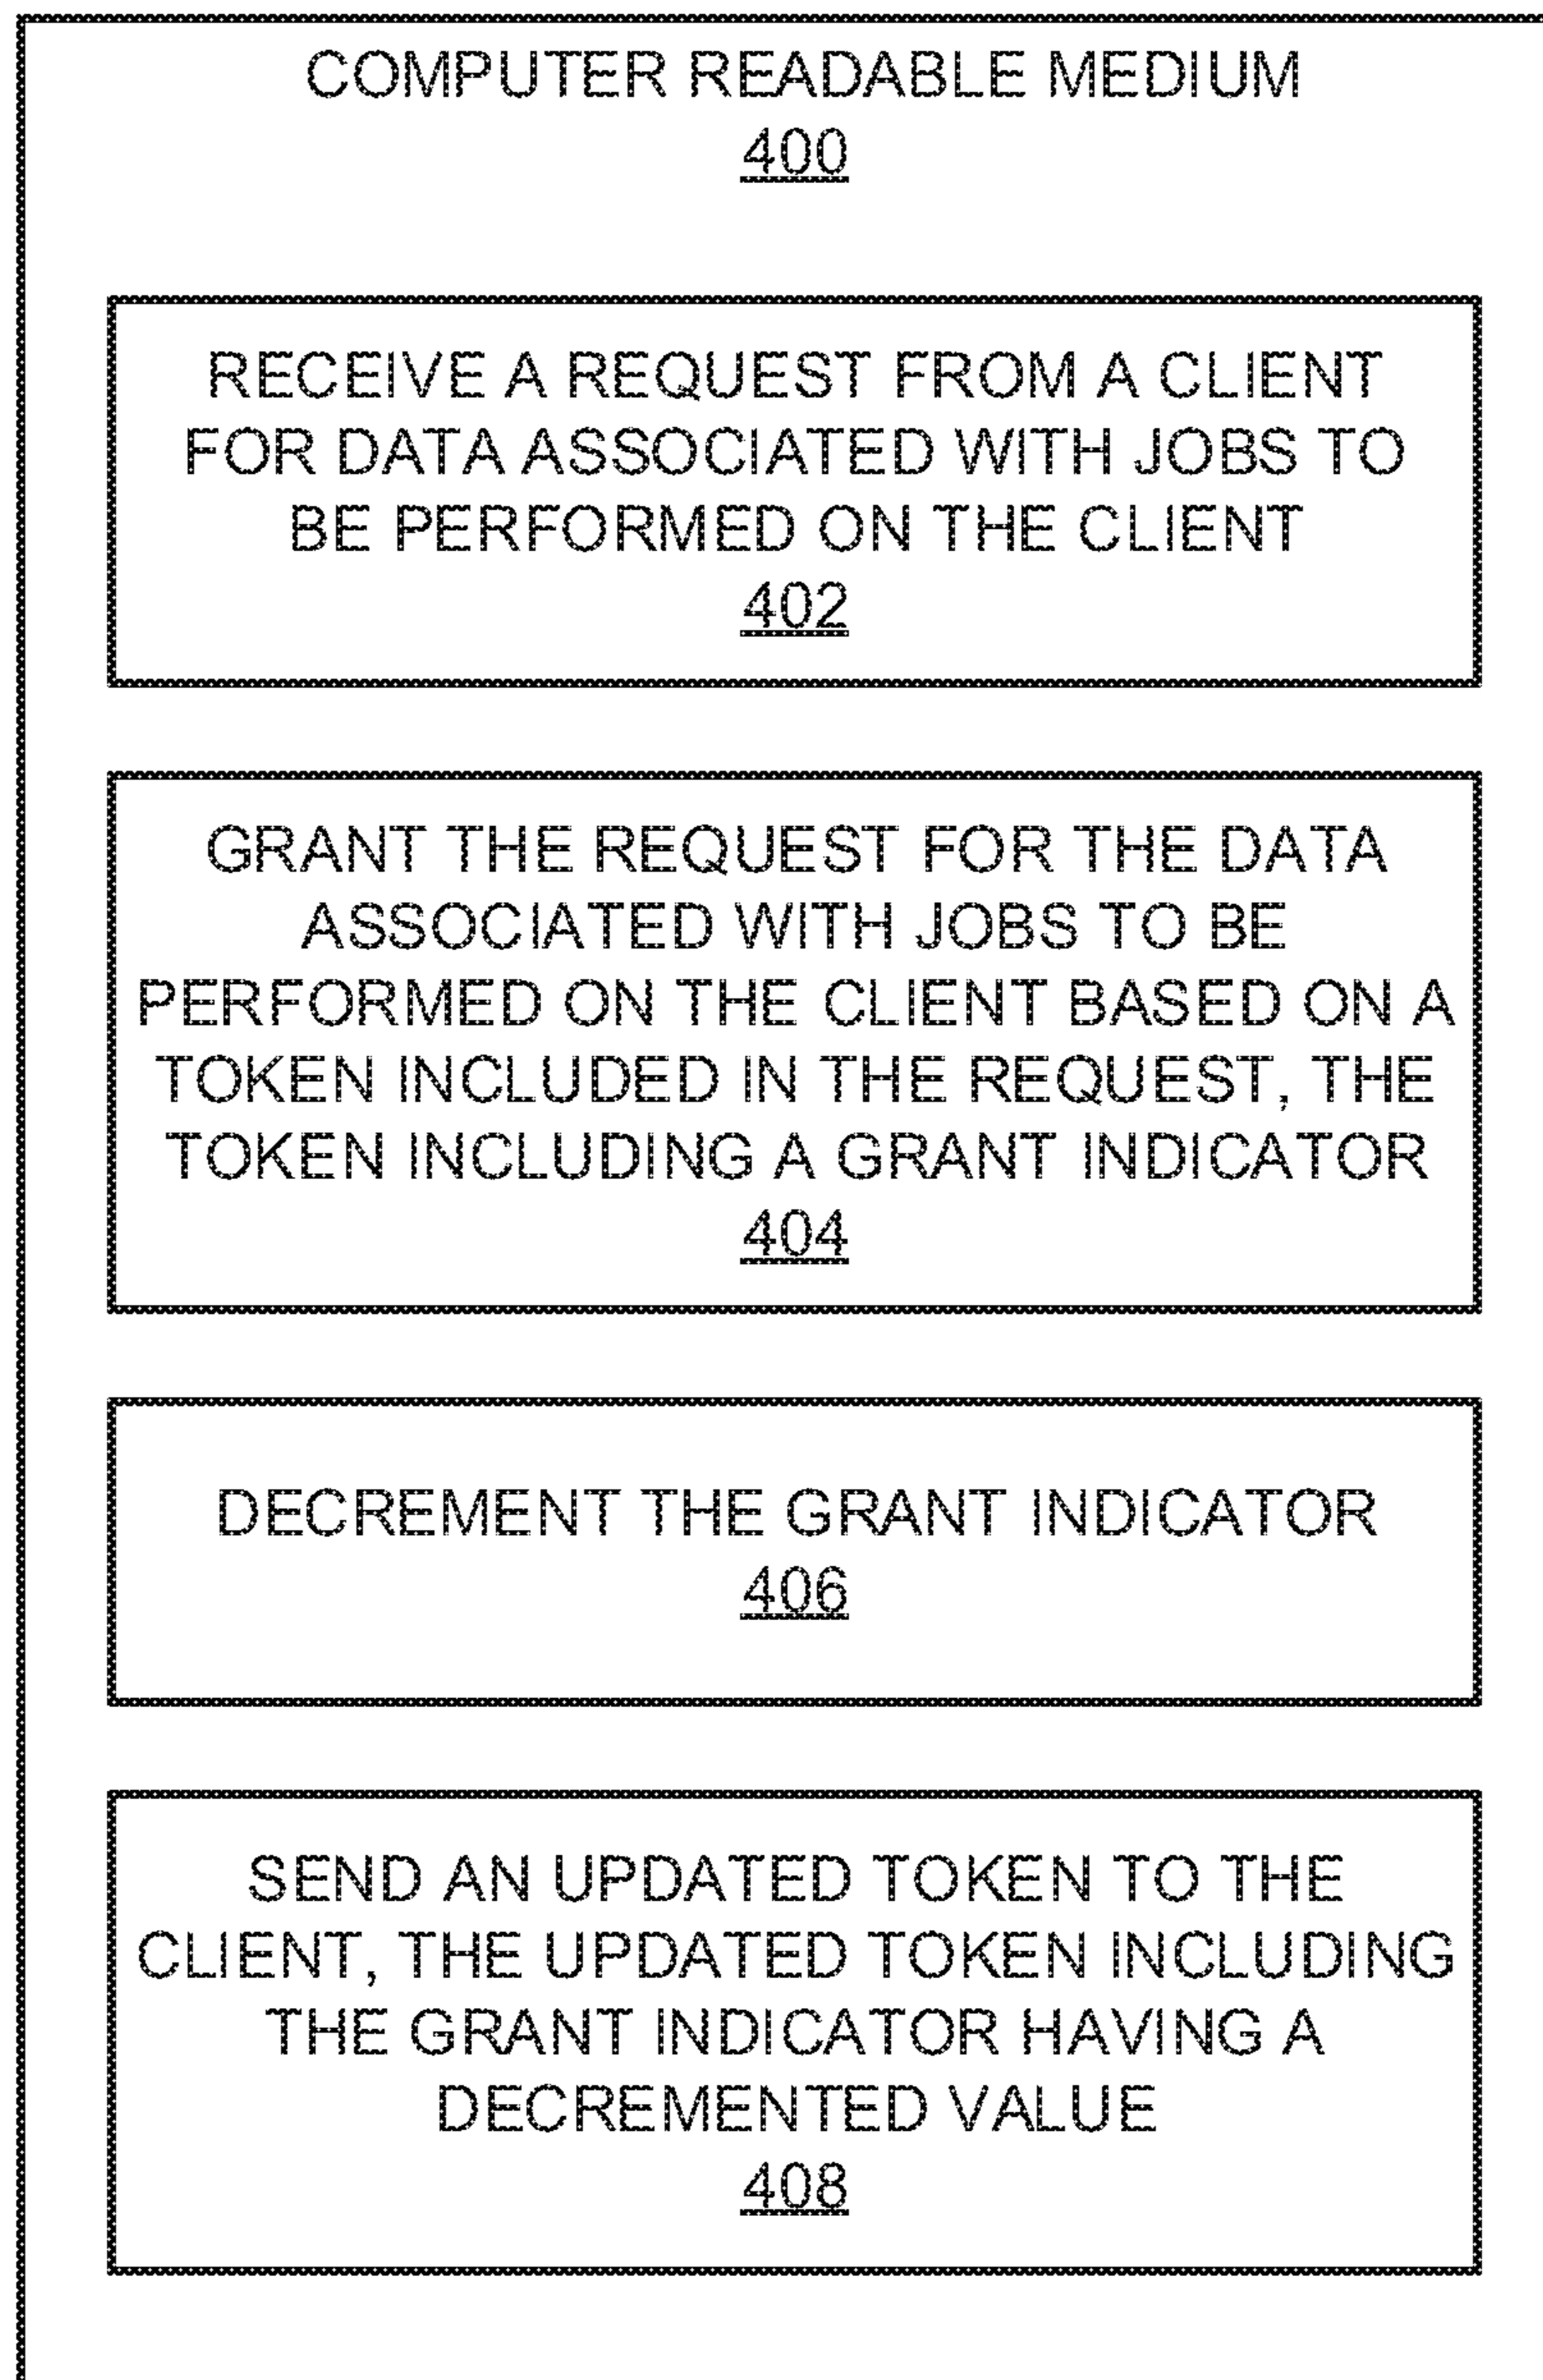 COMPUTER READABLE MEDIUM
400
RECEIVE A REQUEST FROM A CLIENT
FOR DATA ASSOCIATED WITH JOBS TO
BE PERFORMED ON THE CLIENT
402
GRANT THE REQUEST FOR THE DATA
ASSOCIATED WITH JOBS TO BE
PERFORMED ON THE CLIENT BASED ON A
TOKEN INCLUDED IN THE REQUEST, THE
TOKEN INCLUDING A GRANT INDICATOR
404
DECREMENT THE GRANT INDICATOR
406
SEND AN UPDATED TOKEN TO THE
CLIENT, THE UPDATED TOKEN INCLUDING
THE GRANT INDICATOR HAVING A
DECREMENTED VALUE
408